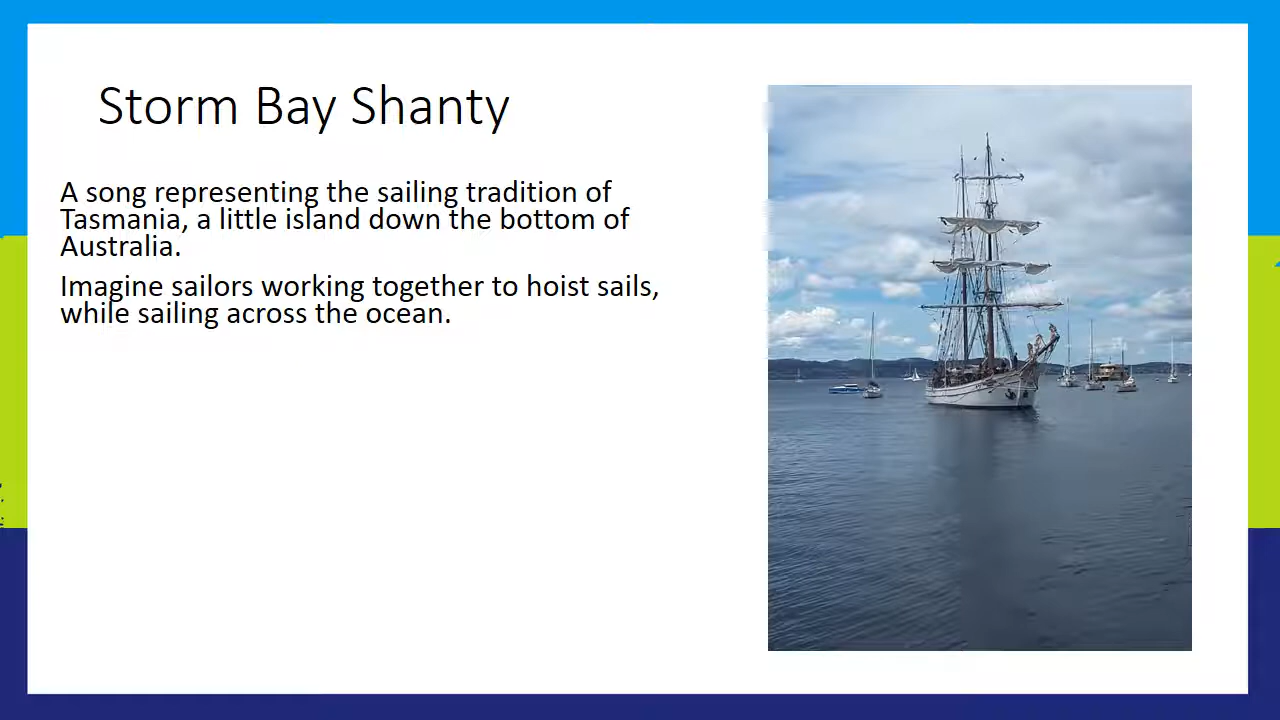 Storm Bay Shanty
A song representing the sailing tradition of
Tasmania, a little island down the bottom of
Australia.
Imagine sailors working together to hoist sails,
while sailing across the ocean.